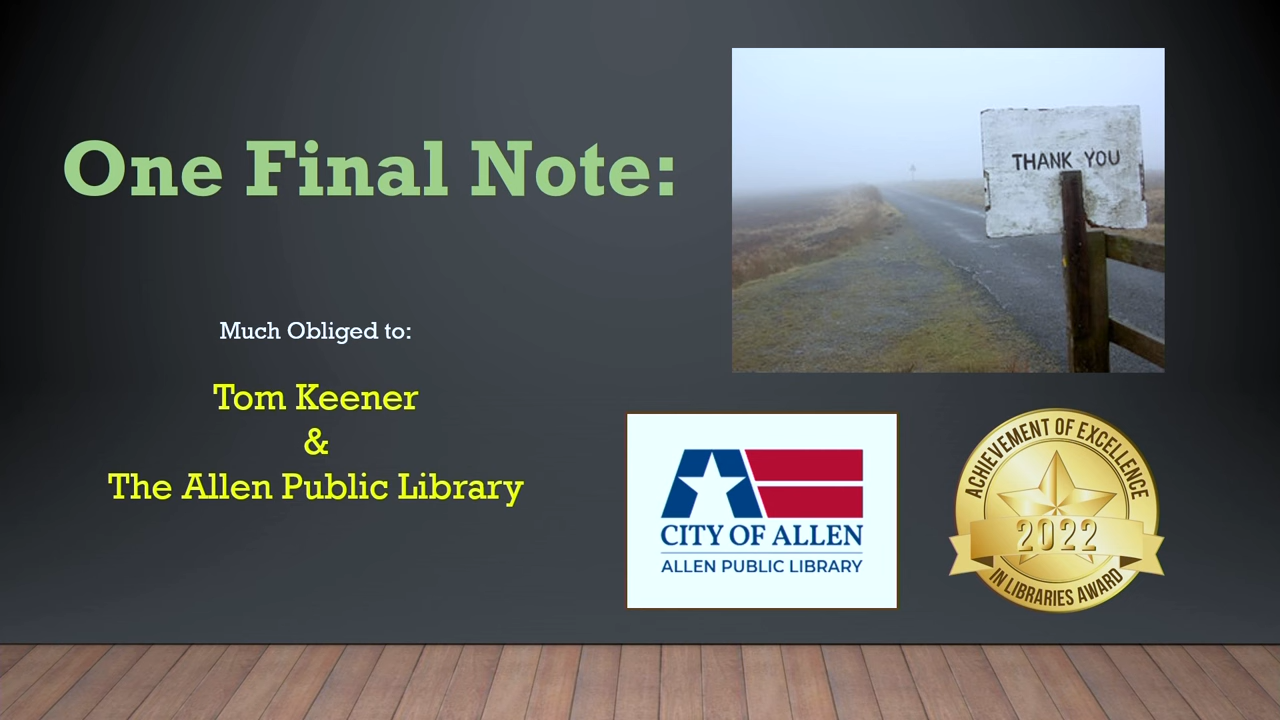 One Final Note:
THANK YOU
Much Obliged to:
Tom Keener
&
The Allen Public Library
CITY OF ALLEN
ALLEN PUBLIC LIBRARY
ACHIEVEMENT OF EXCELLENCE
2022
IN LIBRARIES AWARD